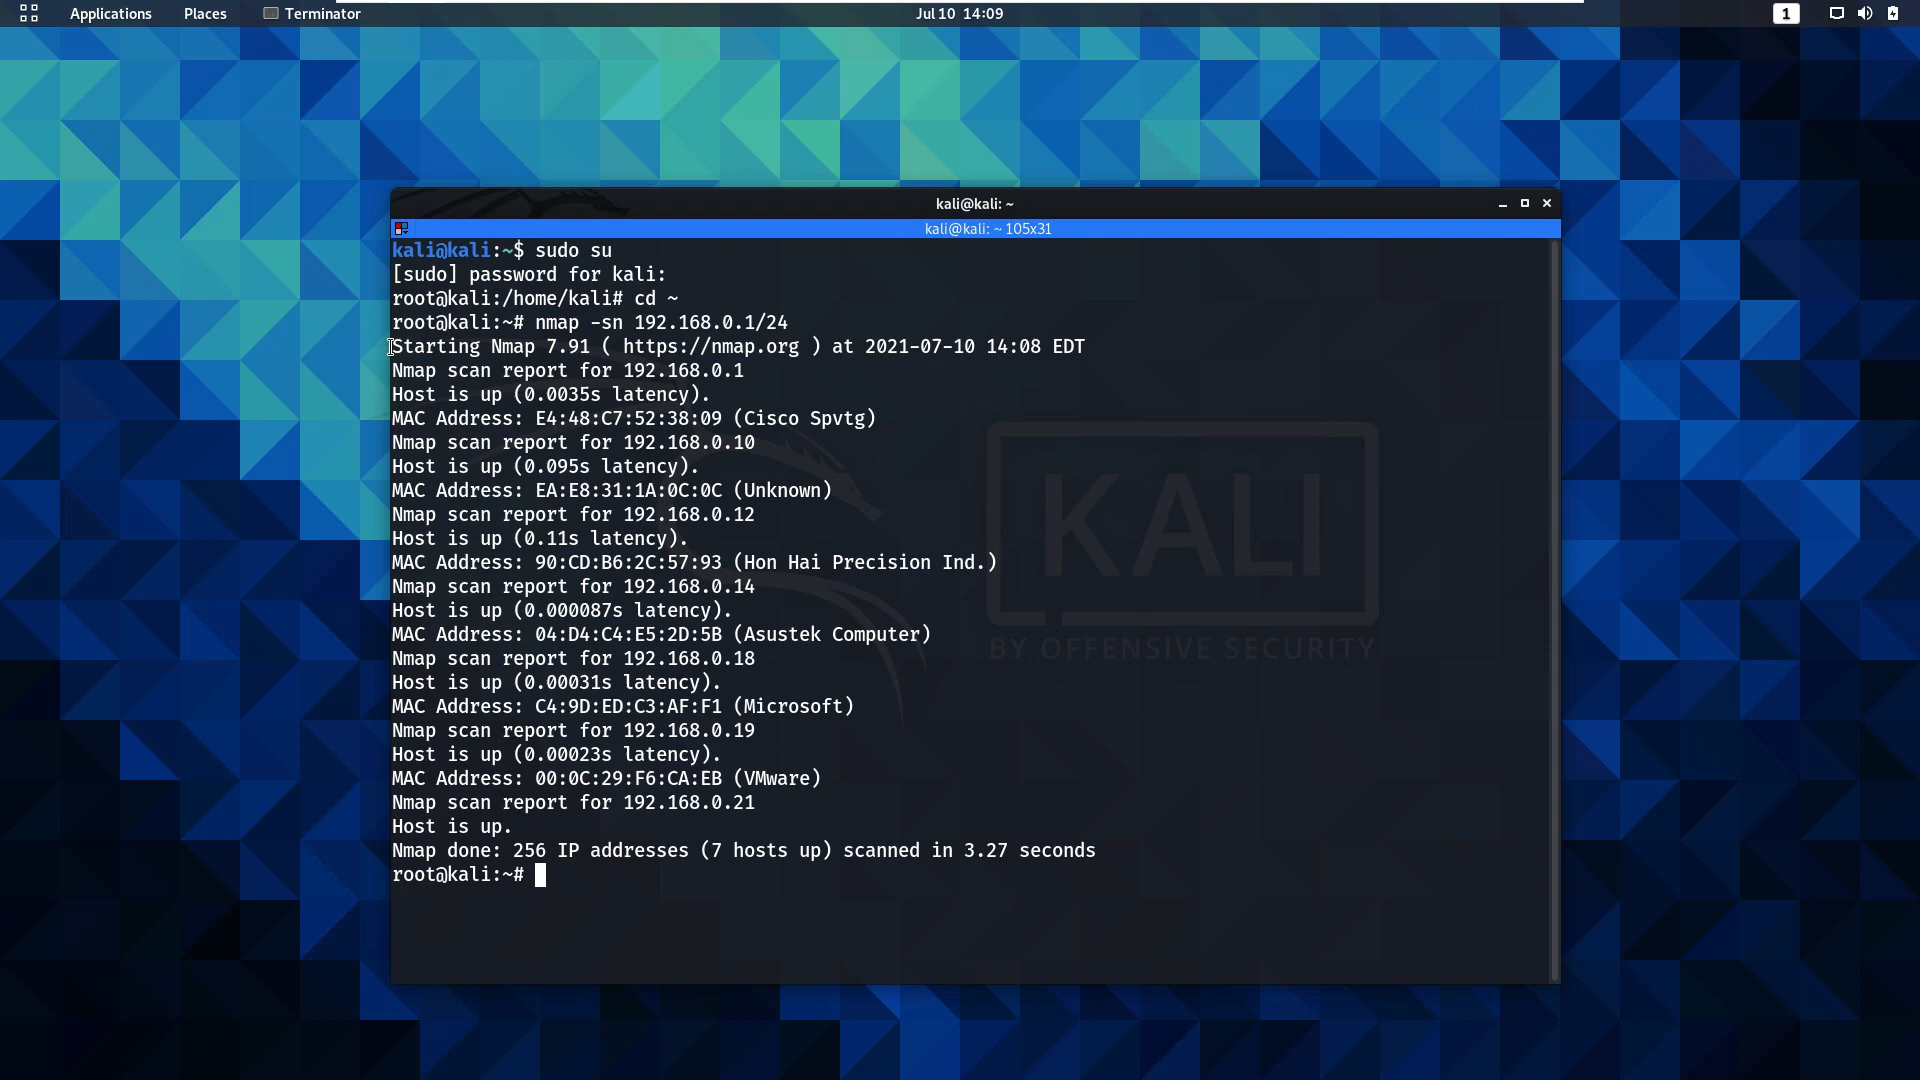 Applications Places Terminator Jul 10 14:09 1
kali@kali: ~
kali@kali: ~ 105x31
kali@kali:~$ sudo su
[sudo] password for kali:
root@kali:/home/kali# cd ~
root@kali:~# nmap -sn 192.168.0.1/24
Starting Nmap 7.91 ( https://nmap.org ) at 2021-07-10 14:08 EDT
Nmap scan report for 192.168.0.1
Host is up (0.0035s latency).
MAC Address: E4:48:C7:52:38:09 (Cisco Spvtg)
Nmap scan report for 192.168.0.10
Host is up (0.095s latency).
MAC Address: EA:E8:31:1A:0C:0C (Unknown)
Nmap scan report for 192.168.0.12
Host is up (0.11s latency).
MAC Address: 90:CD:B6:2C:57:93 (Hon Hai Precision Ind.)
Nmap scan report for 192.168.0.14
Host is up (0.000087s latency).
MAC Address: 04:D4:C4:E5:2D:5B (Asustek Computer)
Nmap scan report for 192.168.0.18
Host is up (0.00031s latency).
MAC Address: C4:9D:ED:C3:AF:F1 (Microsoft)
Nmap scan report for 192.168.0.19
Host is up (0.00023s latency).
MAC Address: 00:0C:29:F6:CA:EB (VMware)
Nmap scan report for 192.168.0.21
Host is up.
Nmap done: 256 IP addresses (7 hosts up) scanned in 3.27 seconds
root@kali:~#
KALI
BY OFFENSIVE SECURITY